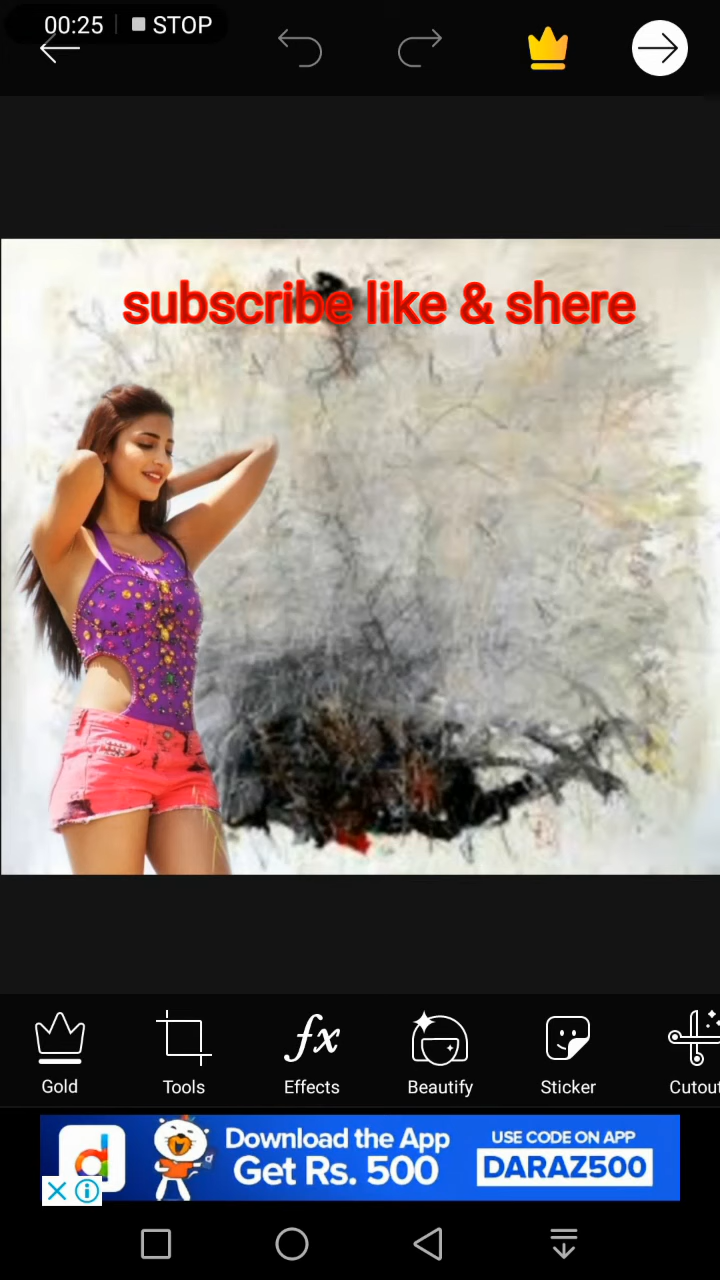 00:25 STOP
subscribe like & shere
Gold
Tools
Effects
Beautify
Sticker
Cutou
Download the App
Get Rs. 500
USE CODE ON APP
DARAZ500